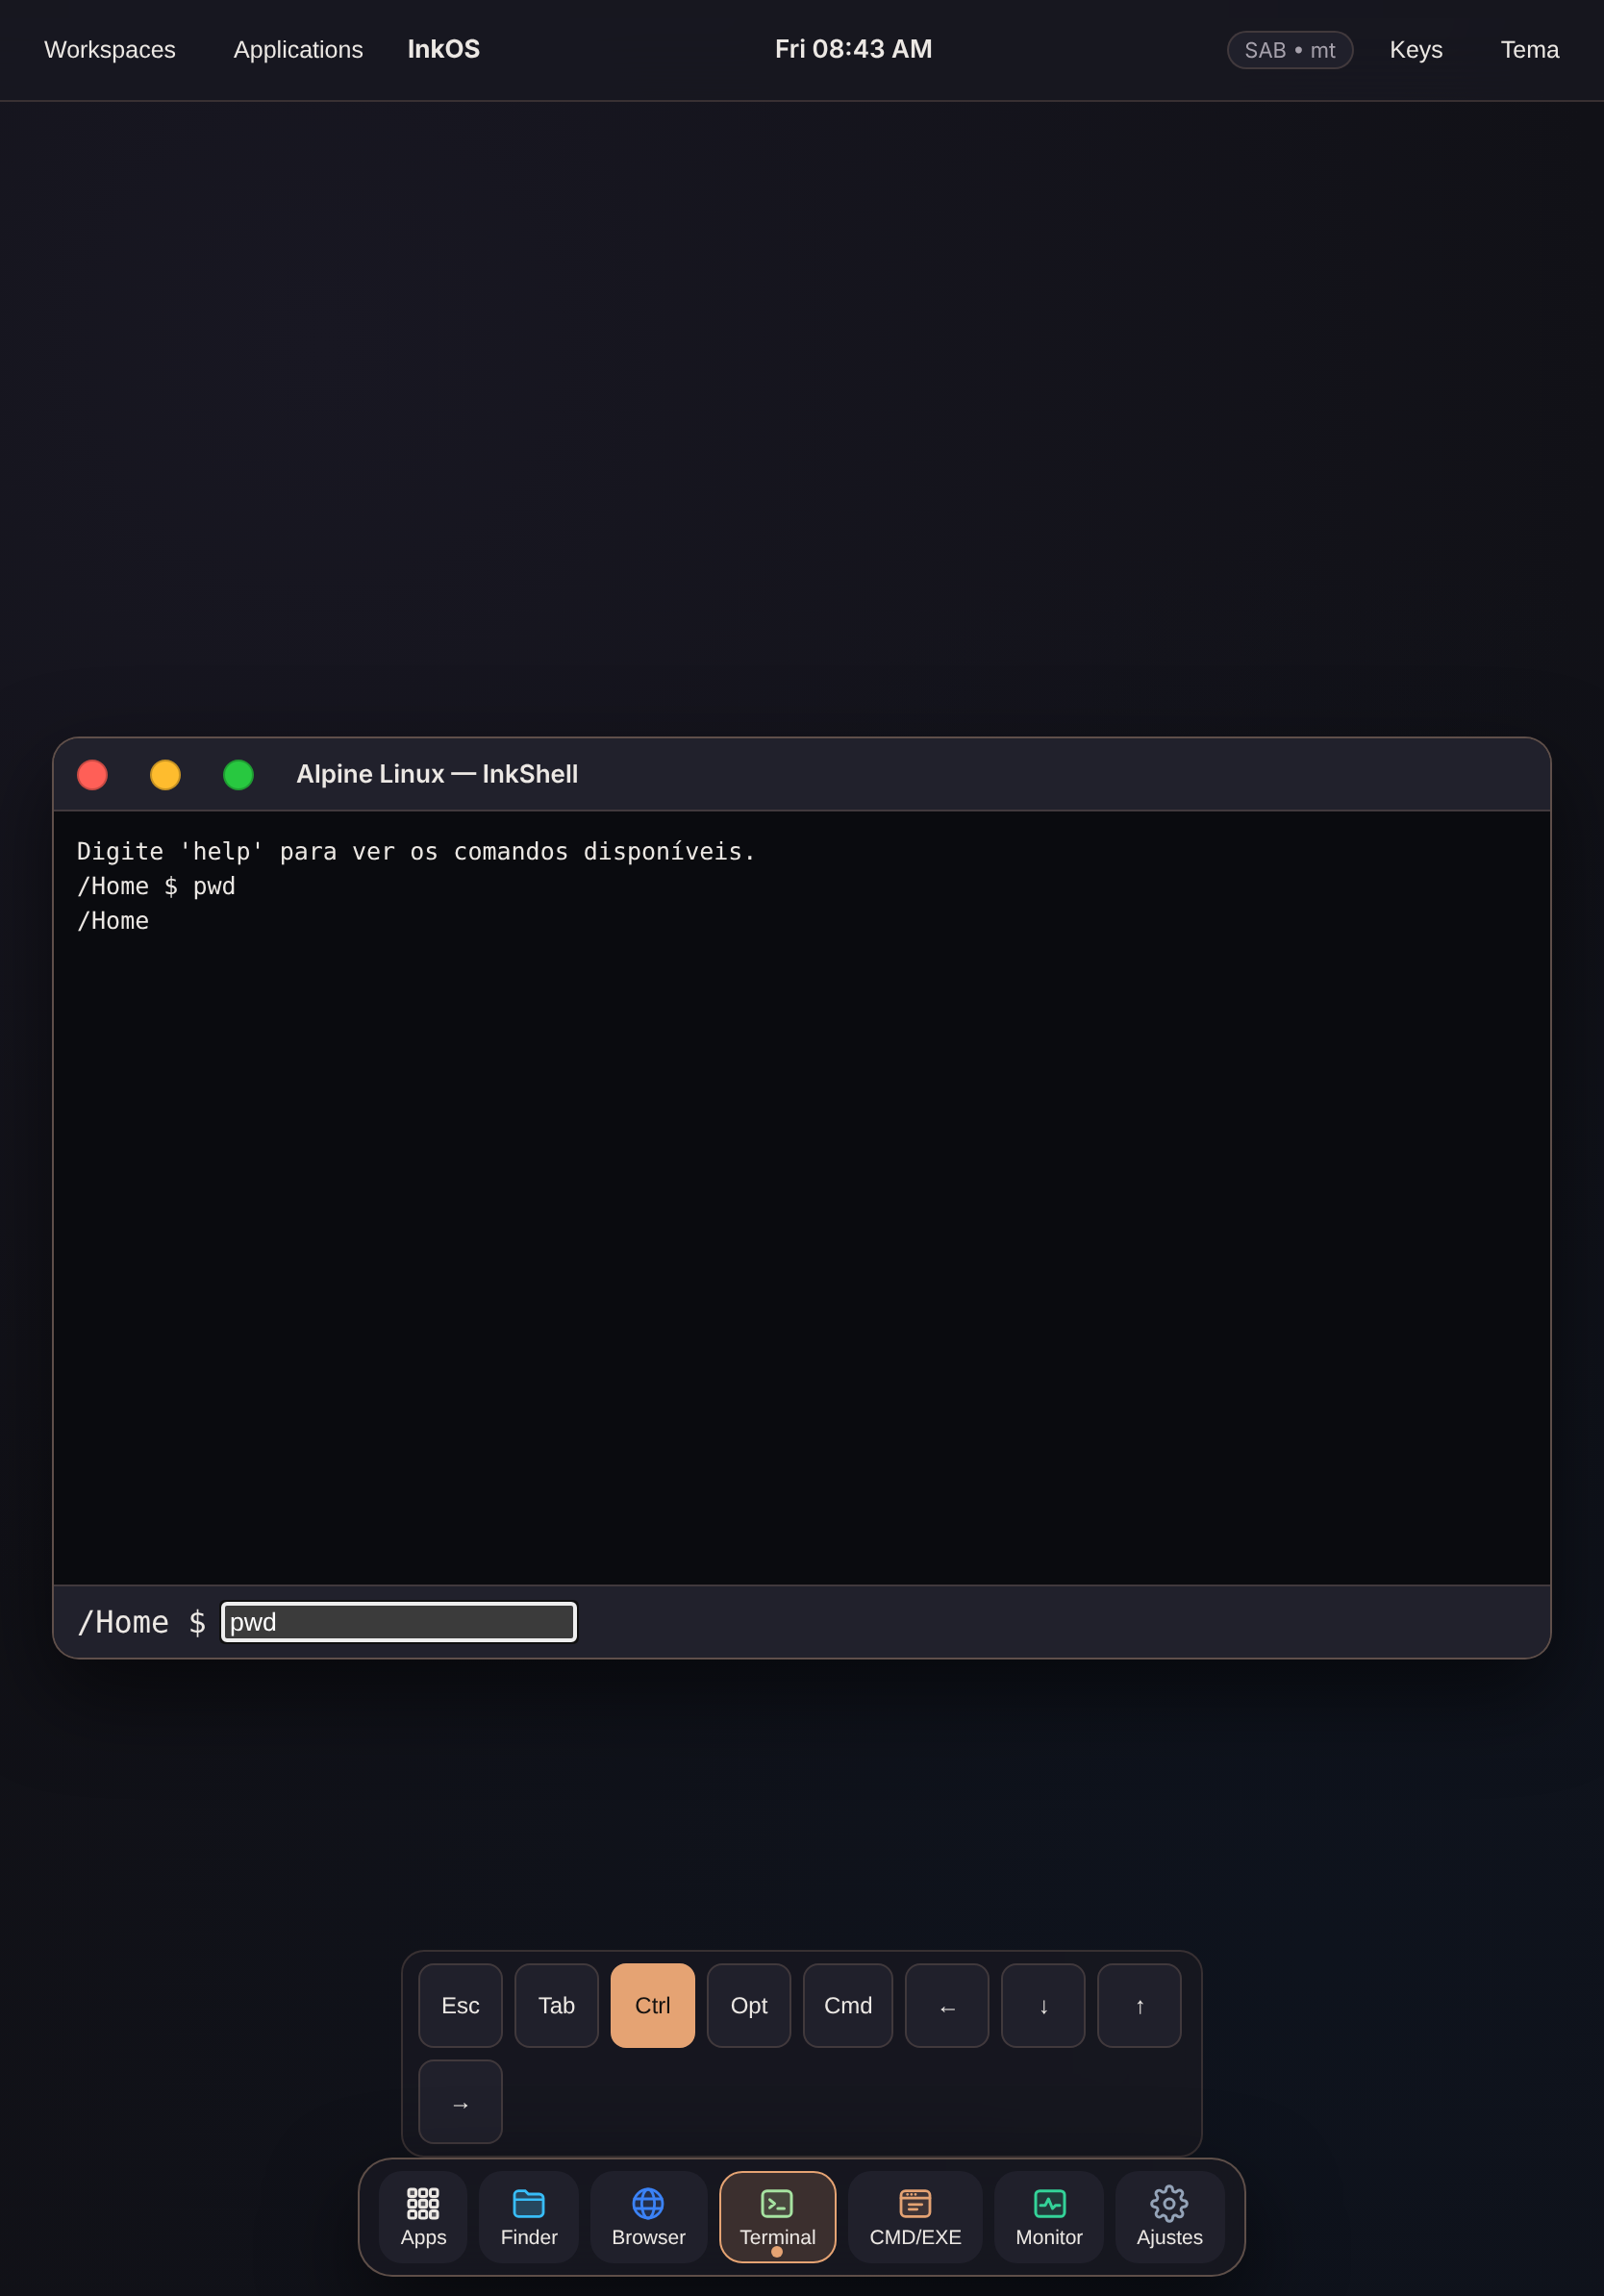 Workspaces Applications InkOS Fri 08:43 AM SAB • mt Keys Tema
Alpine Linux — InkShell
Digite 'help' para ver os comandos disponíveis.
/Home $ pwd
/Home
/Home $ pwd
Esc Tab Ctrl Opt Cmd ← ↓ ↑
→
Apps Finder Browser Terminal CMD/EXE Monitor Ajustes